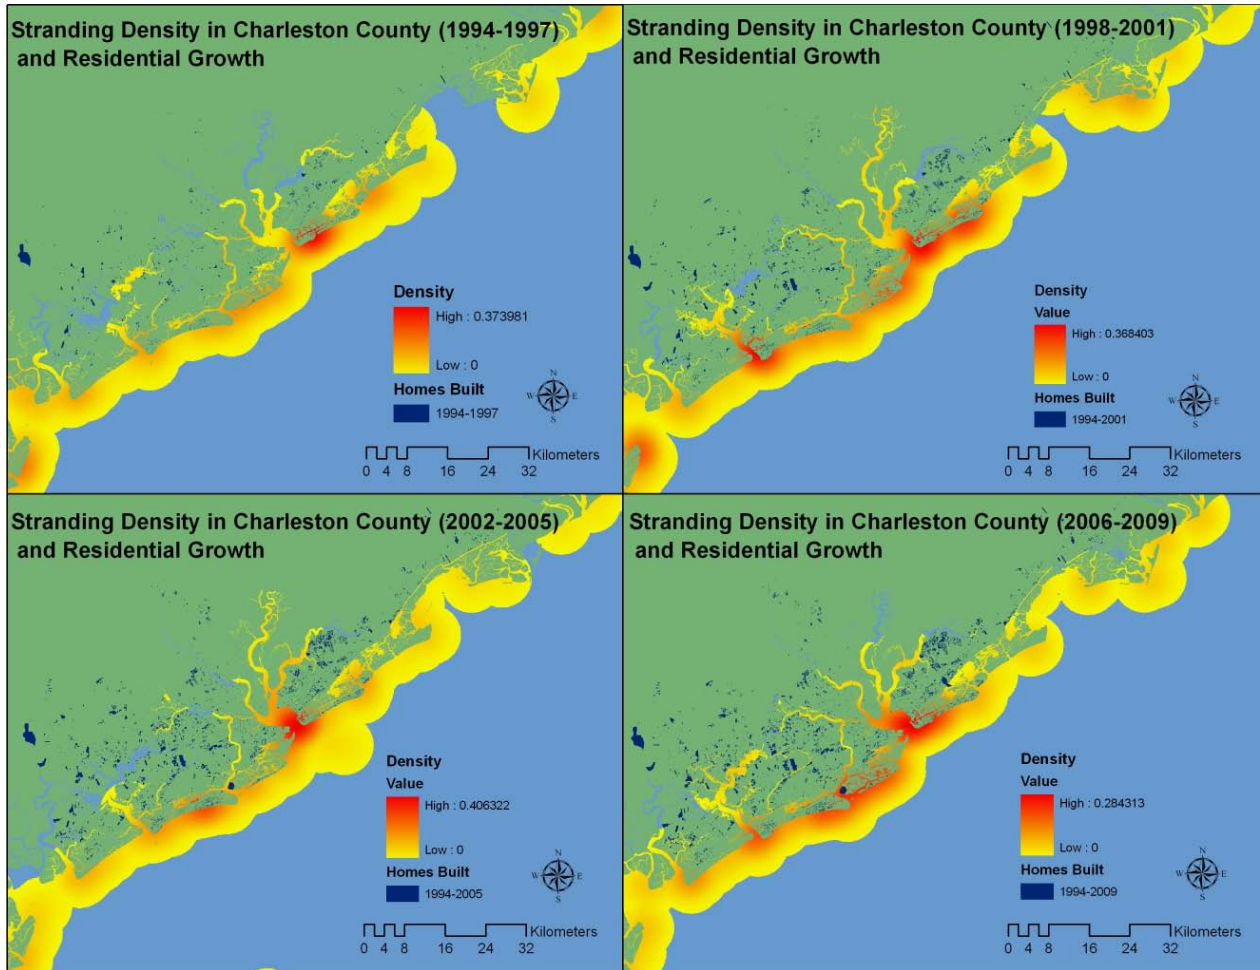 Stranding Density in Charleston County (1994-1997)
and Residential Growth
Density
High : 0.373981
Low : 0
Homes Built
1994-1997
N
W E
S
Kilometers
0 4 8 16 24 32
Stranding Density in Charleston County (1998-2001)
and Residential Growth
Density
Value
High : 0.368403
Low : 0
Homes Built
1994-2001
N
W E
S
Kilometers
0 4 8 16 24 32
Stranding Density in Charleston County (2002-2005)
and Residential Growth
Density
Value
High : 0.406322
Low : 0
Homes Built
1994-2005
N
W E
S
Kilometers
0 4 8 16 24 32
Stranding Density in Charleston County (2006-2009)
and Residential Growth
Density
Value
High : 0.284313
Low : 0
Homes Built
1994-2009
N
W E
S
Kilometers
0 4 8 16 24 32